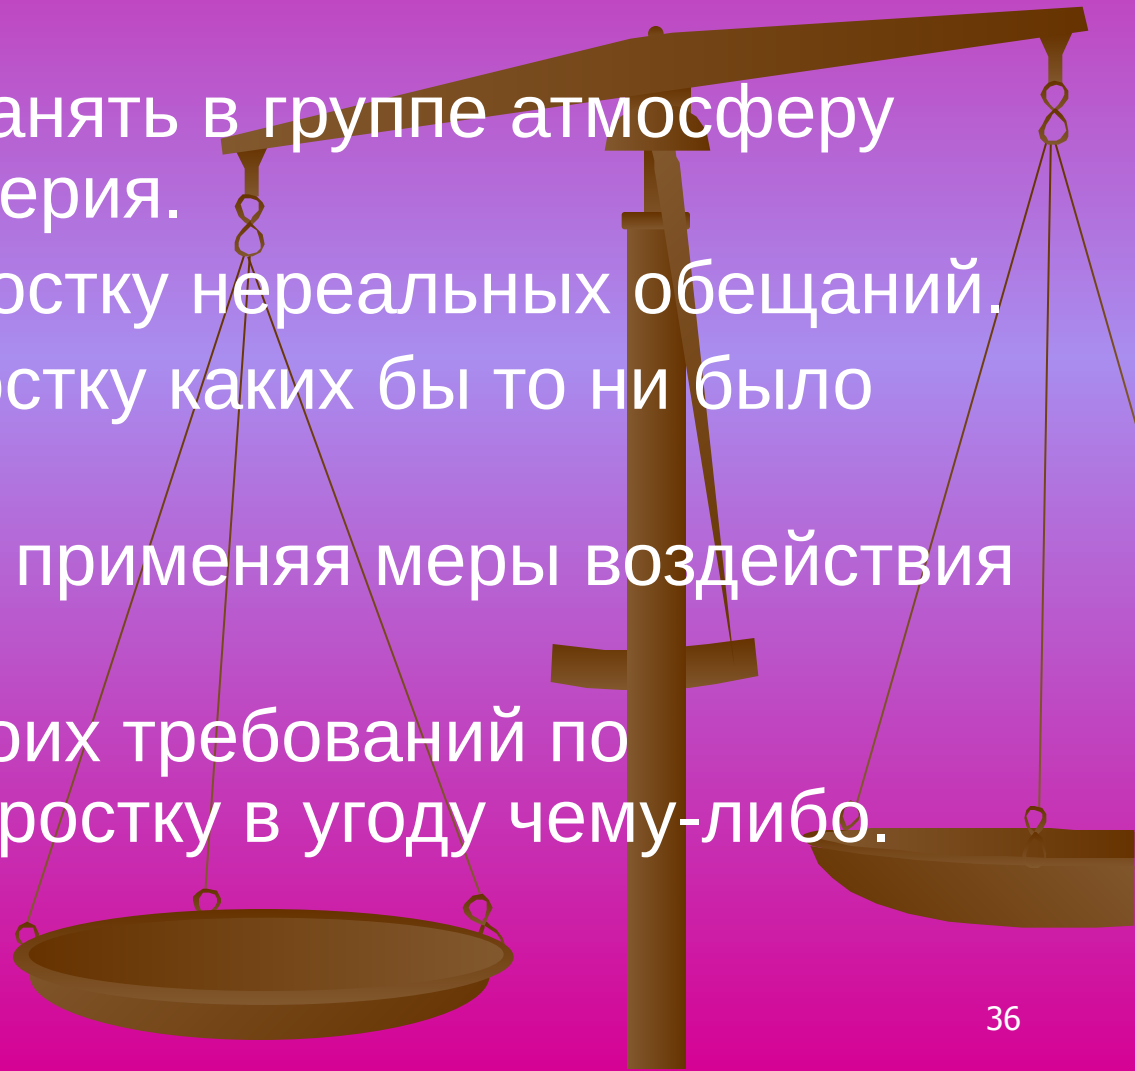 анять в группе атмосферу
ерия.
остку нереальных обещаний.
остку каких бы то ни было
применяя меры воздействия
оих требований по
ростку в угоду чему-либо.
36